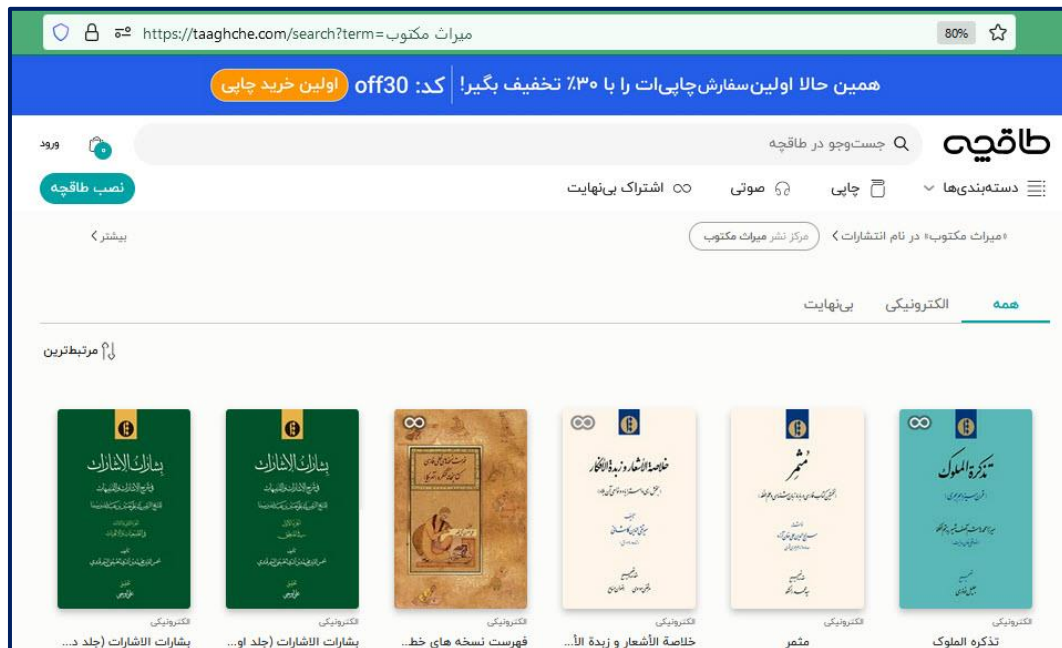 https://taaghche.com/search?term=میراث مکتوب
80%
همین حالا اولین سفارش چاپی‌ات را با ۳۰٪ تخفیف بگیر! کد: off30 اولین خرید چاپی
طاقچه
جست‌وجو در طاقچه
۰
ورود
دسته‌بندی‌ها
چاپی
صوتی
اشتراک بی‌نهایت
نصب طاقچه
«میراث مکتوب» در نام انتشارات
مرکز نشر میراث مکتوب
بیشتر
همه
الکترونیکی
بی‌نهایت
مرتبط‌ترین
تذکرة الملوک
مثمر
خلاصة الأشعار و زبدة الأفکار
بشارات الاشارات
بشارات الاشارات
الکترونیکی
الکترونیکی
الکترونیکی
الکترونیکی
الکترونیکی
الکترونیکی
تذکره الملوک
مثمر
خلاصة الأشعار و زبدة الأ...
فهرست نسخه های خط...
بشارات الاشارات (جلد او...
بشارات الاشارات (جلد د...